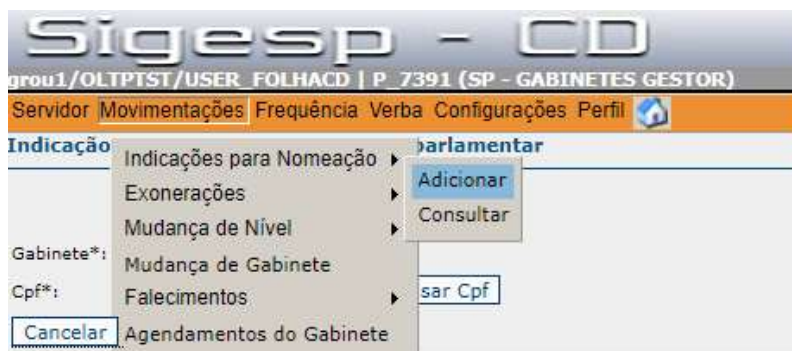 Sigesp - CD
grou1/OLTPTST/USER_FOLHACD | P_7391 (SP - GABINETES GESTOR)
Servidor Movimentações Frequência Verba Configurações Perfil
Indicação parlamentar
Indicações para Nomeação
Adicionar
Exonerações
Consultar
Mudança de Nível
Gabinete*:
Mudança de Gabinete
Cpf*:
Falecimentos
sar Cpf
Cancelar
Agendamentos do Gabinete